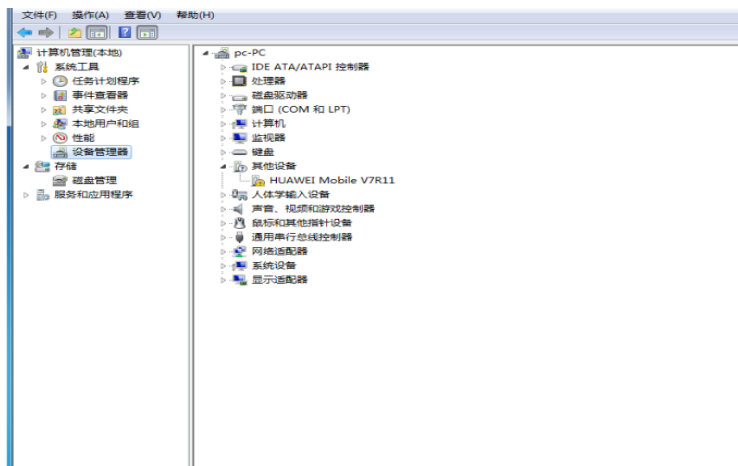 文件(F) 操作(A) 查看(V) 帮助(H)
计算机管理(本地)
系统工具
任务计划程序
事件查看器
共享文件夹
本地用户和组
性能
设备管理器
存储
磁盘管理
服务和应用程序
pc-PC
IDE ATA/ATAPI 控制器
处理器
磁盘驱动器
端口 (COM 和 LPT)
计算机
监视器
键盘
其他设备
HUAWEI Mobile V7R11
人体学输入设备
声音、视频和游戏控制器
鼠标和其他指针设备
通用串行总线控制器
网络适配器
系统设备
显示适配器